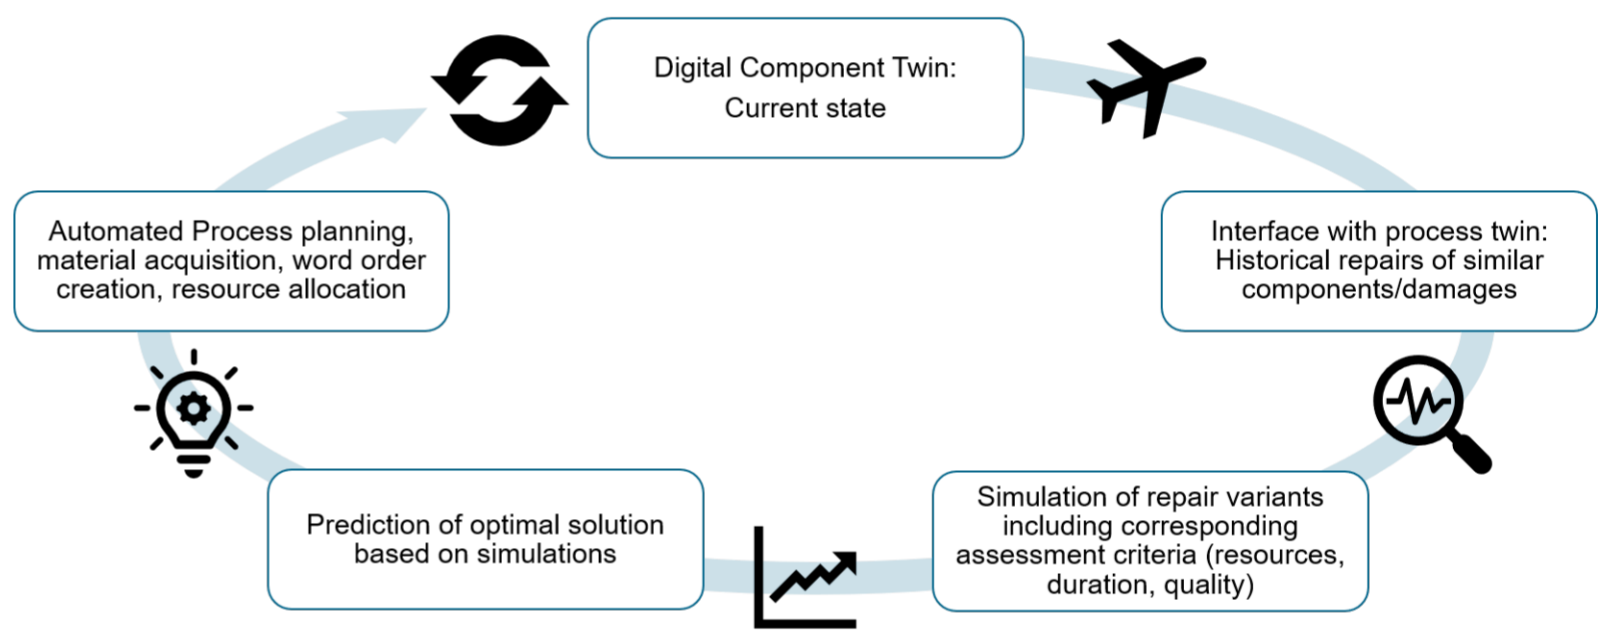 Digital Component Twin:
Current state
Automated Process planning,
material acquisition, word order
creation, resource allocation
Interface with process twin:
Historical repairs of similar
components/damages
Prediction of optimal solution
based on simulations
Simulation of repair variants
including corresponding
assessment criteria (resources,
duration, quality)